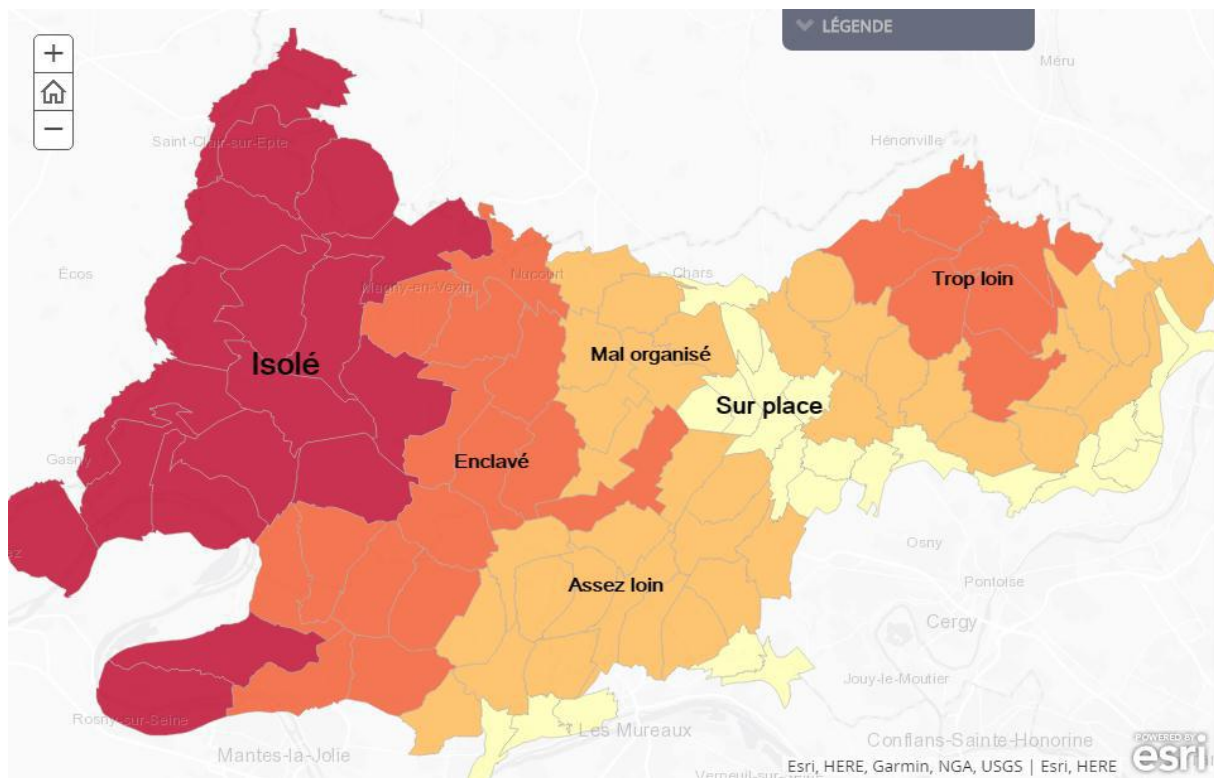 LÉGENDE
+
−
Méru
Saint-Clair-sur-Epte
Hénonville
Écos
Nucourt
Chars
Magny-en-Vexin
Trop loin
Mal organisé
Isolé
Sur place
Gasny
Enclavé
Osny
Assez loin
Pontoise
Cergy
Jouy-le-Moutier
Rosny-sur-Seine
Les Mureaux
Mantes-la-Jolie
Conflans-Sainte-Honorine
POWERED BY
esri
Esri, HERE, Garmin, NGA, USGS | Esri, HERE